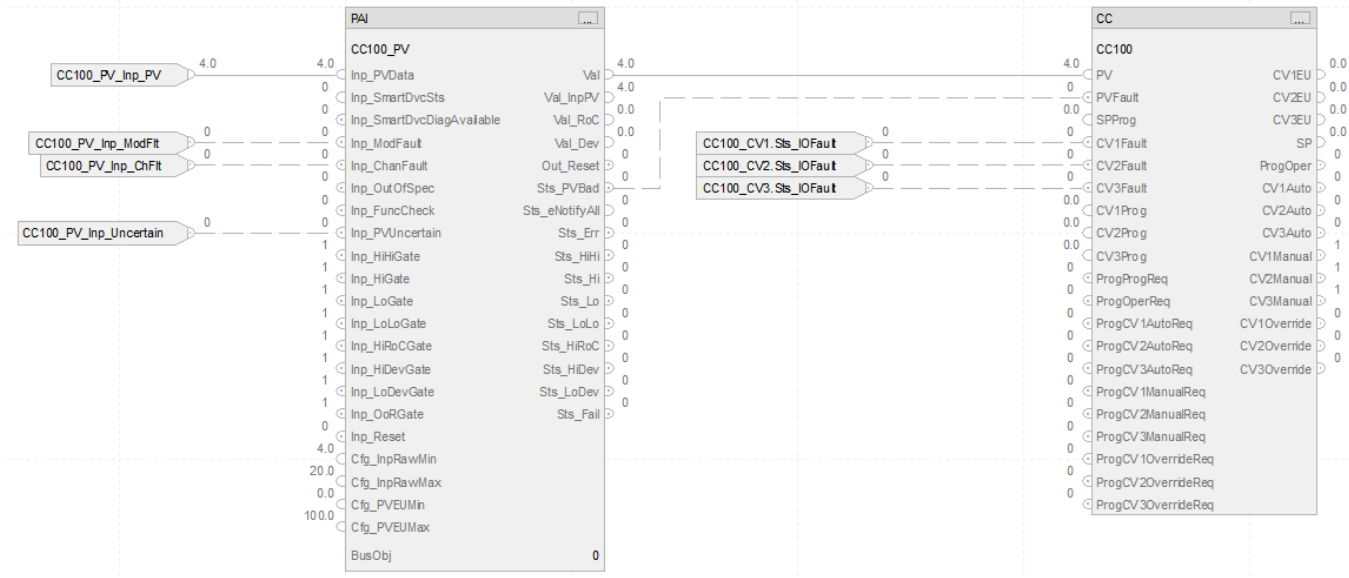 PAI ...
CC100_PV
CC100_PV_Inp_PV 4.0
CC100_PV_Inp_ModFlt 0
CC100_PV_Inp_ChFlt 0
CC100_PV_Inp_Uncertain 0
4.0 Inp_PVData Val 4.0
0 Inp_SmartDvcSts Val_InpPV 4.0
0 Inp_SmartDvcDiagAvailable Val_RoC 0.0
0 Inp_ModFault Val_Dev 0.0
0 Inp_ChanFault Out_Reset 0
0 Inp_OutOfSpec Sts_PVBad 0
0 Inp_FuncCheck Sts_eNotifyAll 0
0 Inp_PVUncertain Sts_Err 0
1 Inp_HiHiGate Sts_HiHi 0
1 Inp_HiGate Sts_Hi 0
1 Inp_LoGate Sts_Lo 0
1 Inp_LoLoGate Sts_LoLo 0
1 Inp_HiRoCGate Sts_HiRoC 0
1 Inp_HiDevGate Sts_HiDev 0
1 Inp_LoDevGate Sts_LoDev 0
1 Inp_OoRGate Sts_Fail 0
0 Inp_Reset
4.0 Cfg_InpRawMin
20.0 Cfg_InpRawMax
0.0 Cfg_PVEUMin
100.0 Cfg_PVEUMax
BusObj 0
CC100_CV1.Sts_IOFault 0
CC100_CV2.Sts_IOFault 0
CC100_CV3.Sts_IOFault 0
CC ...
CC100
4.0 PV CV1EU 0.0
0 PVFault CV2EU 0.0
0.0 SPProg CV3EU 0.0
0 CV1Fault SP 0.0
0 CV2Fault ProgOper 0
0 CV3Fault CV1Auto 0
0.0 CV1Prog CV2Auto 0
0.0 CV2Prog CV3Auto 0
0.0 CV3Prog CV1Manual 1
0 ProgProgReq CV2Manual 1
0 ProgOperReq CV3Manual 1
0 ProgCV1AutoReq CV1Override 0
0 ProgCV2AutoReq CV2Override 0
0 ProgCV3AutoReq CV3Override 0
0 ProgCV1ManualReq
0 ProgCV2ManualReq
0 ProgCV3ManualReq
0 ProgCV1OverrideReq
0 ProgCV2OverrideReq
0 ProgCV3OverrideReq